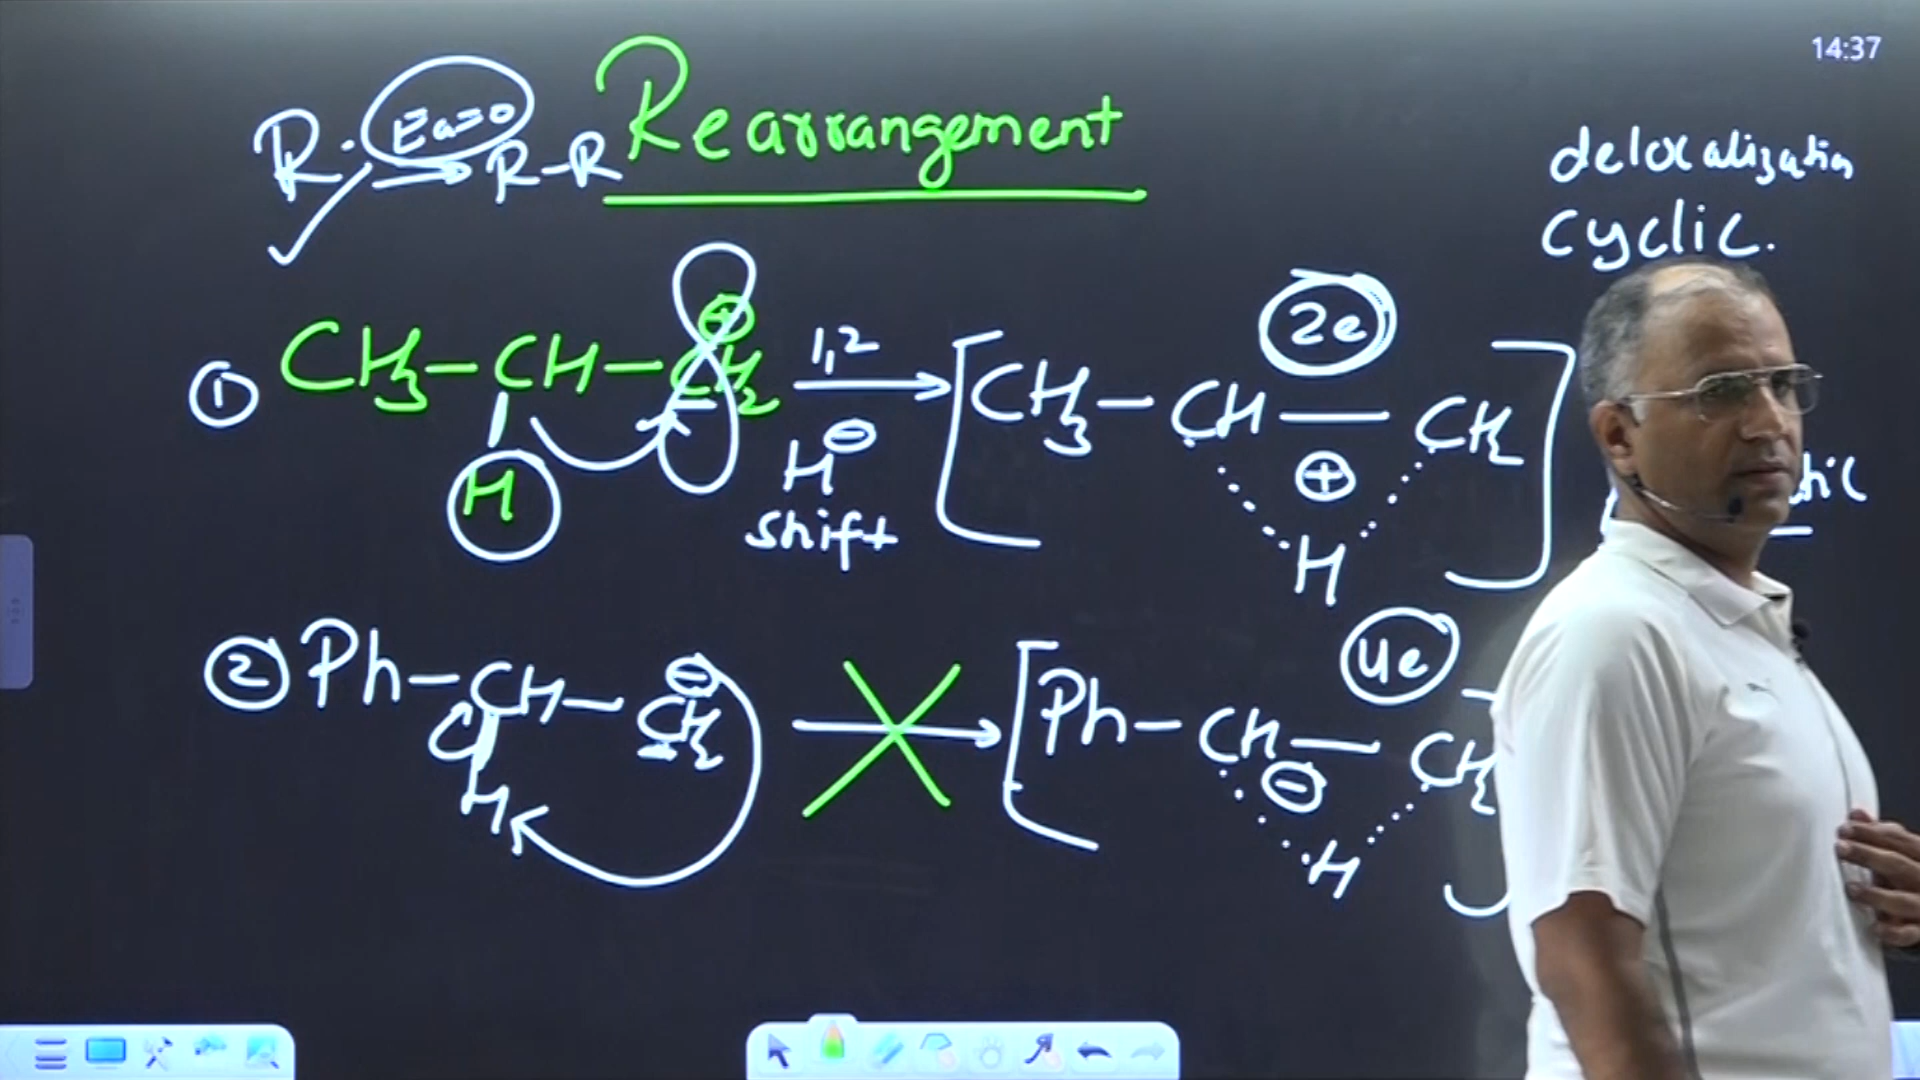 14:37
R· Ea=0 R-R Rearrangement
delocalization
cyclic.
① CH3-CH-CH2 ⊕ 1,2 [CH3-CH-CH2] 2e
H H⊖ ⊕
shift H
② Ph-CH-CH2 ⊖ [Ph-CH-CH2 4e
H ⊖
H